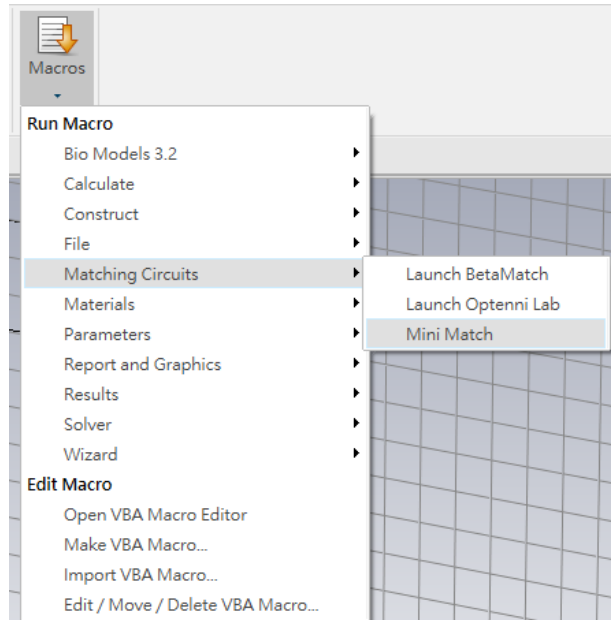 Macros
Run Macro
Bio Models 3.2
Calculate
Construct
File
Matching Circuits
Materials
Parameters
Report and Graphics
Results
Solver
Wizard
Edit Macro
Open VBA Macro Editor
Make VBA Macro...
Import VBA Macro...
Edit / Move / Delete VBA Macro...
Launch BetaMatch
Launch Optenni Lab
Mini Match